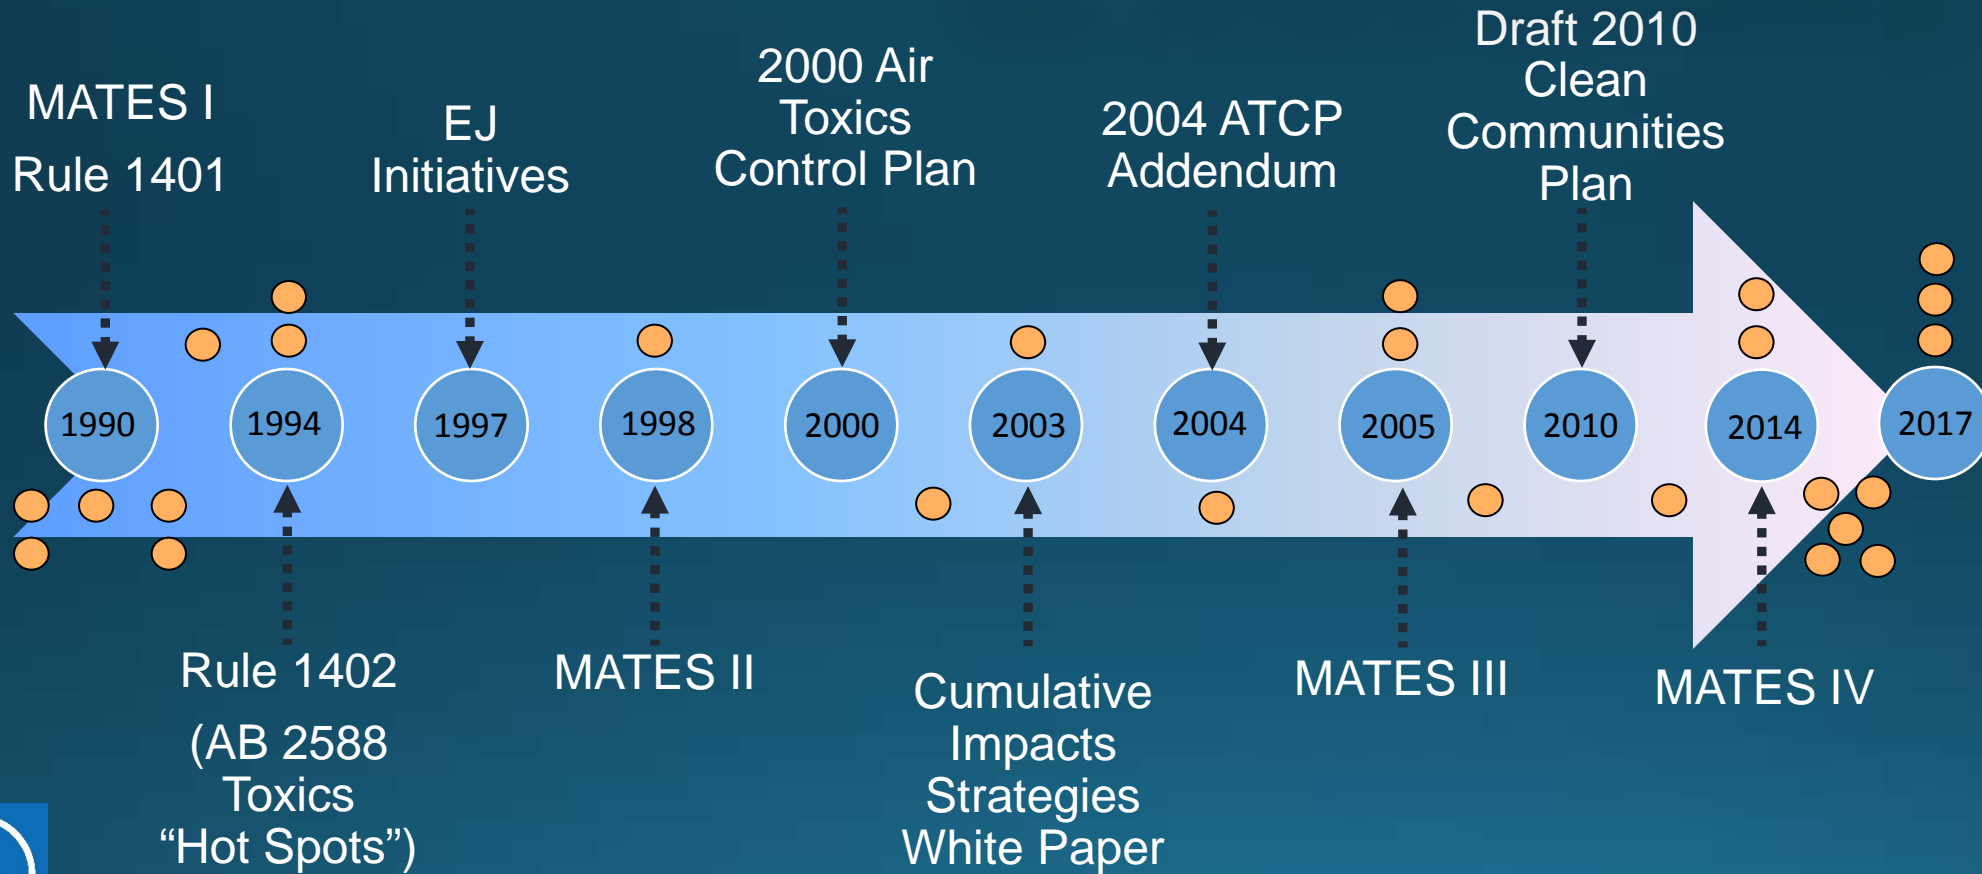 MATES I
Rule 1401
EJ
Initiatives
2000 Air
Toxics
Control Plan
2004 ATCP
Addendum
Draft 2010
Clean
Communities
Plan
1990
1994
1997
1998
2000
2003
2004
2005
2010
2014
2017
Rule 1402
(AB 2588
Toxics
“Hot Spots”)
MATES II
Cumulative
Impacts
Strategies
White Paper
MATES III
MATES IV